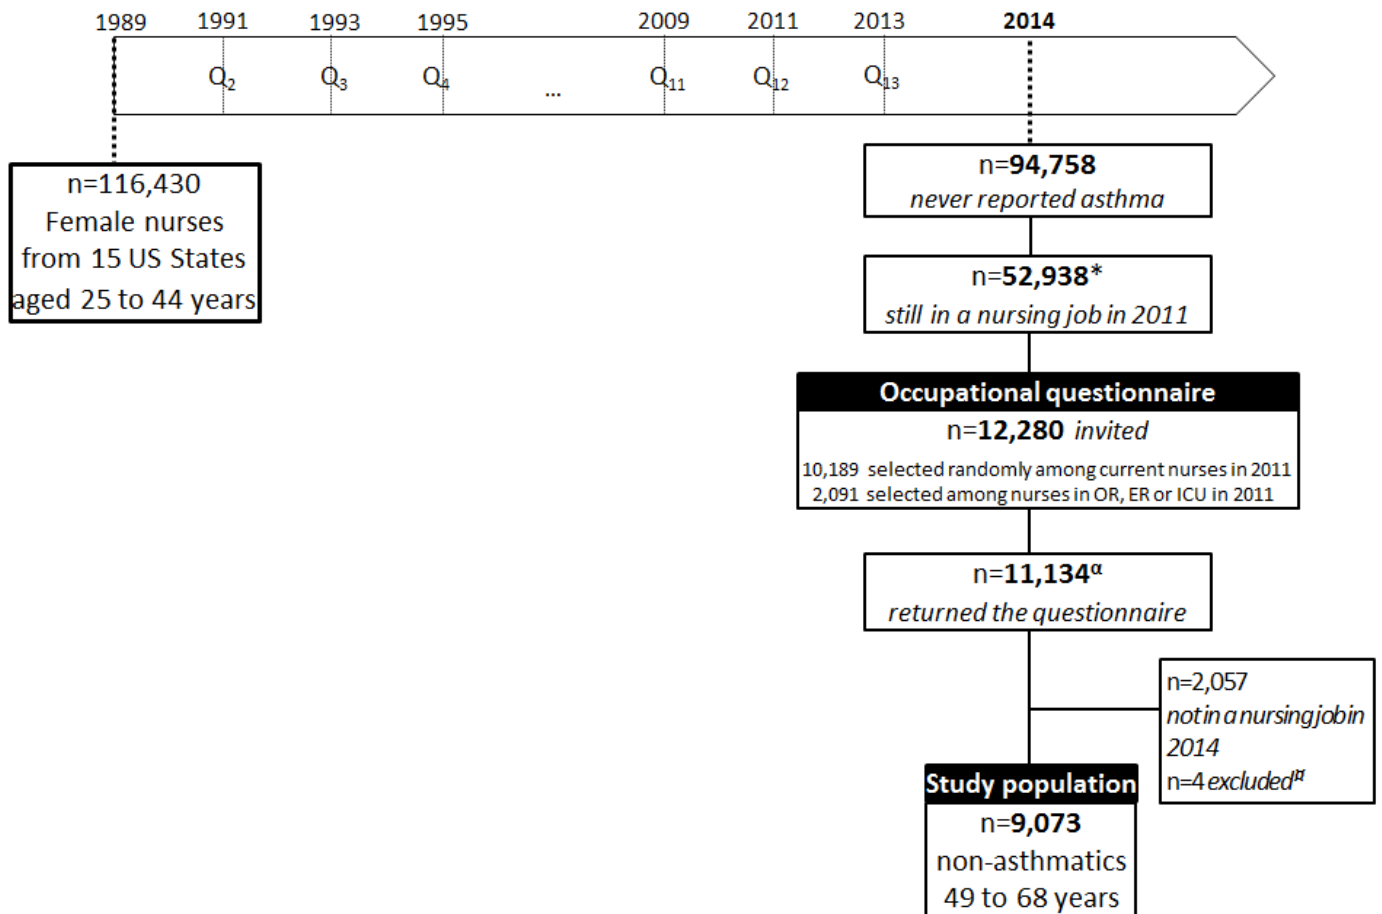 1989 1991 1993 1995 2009 2011 2013 2014
Q2 Q3 Q4 ... Q11 Q12 Q13
n=116,430
Female nurses
from 15 US States
aged 25 to 44 years
n=94,758
never reported asthma
n=52,938*
still in a nursing job in 2011
Occupational questionnaire
n=12,280 invited
10,189 selected randomly among current nurses in 2011
2,091 selected among nurses in OR, ER or ICU in 2011
n=11,134α
returned the questionnaire
n=2,057
not in a nursing job in
2014
n=4 excluded¤
Study population
n=9,073
non-asthmatics
49 to 68 years